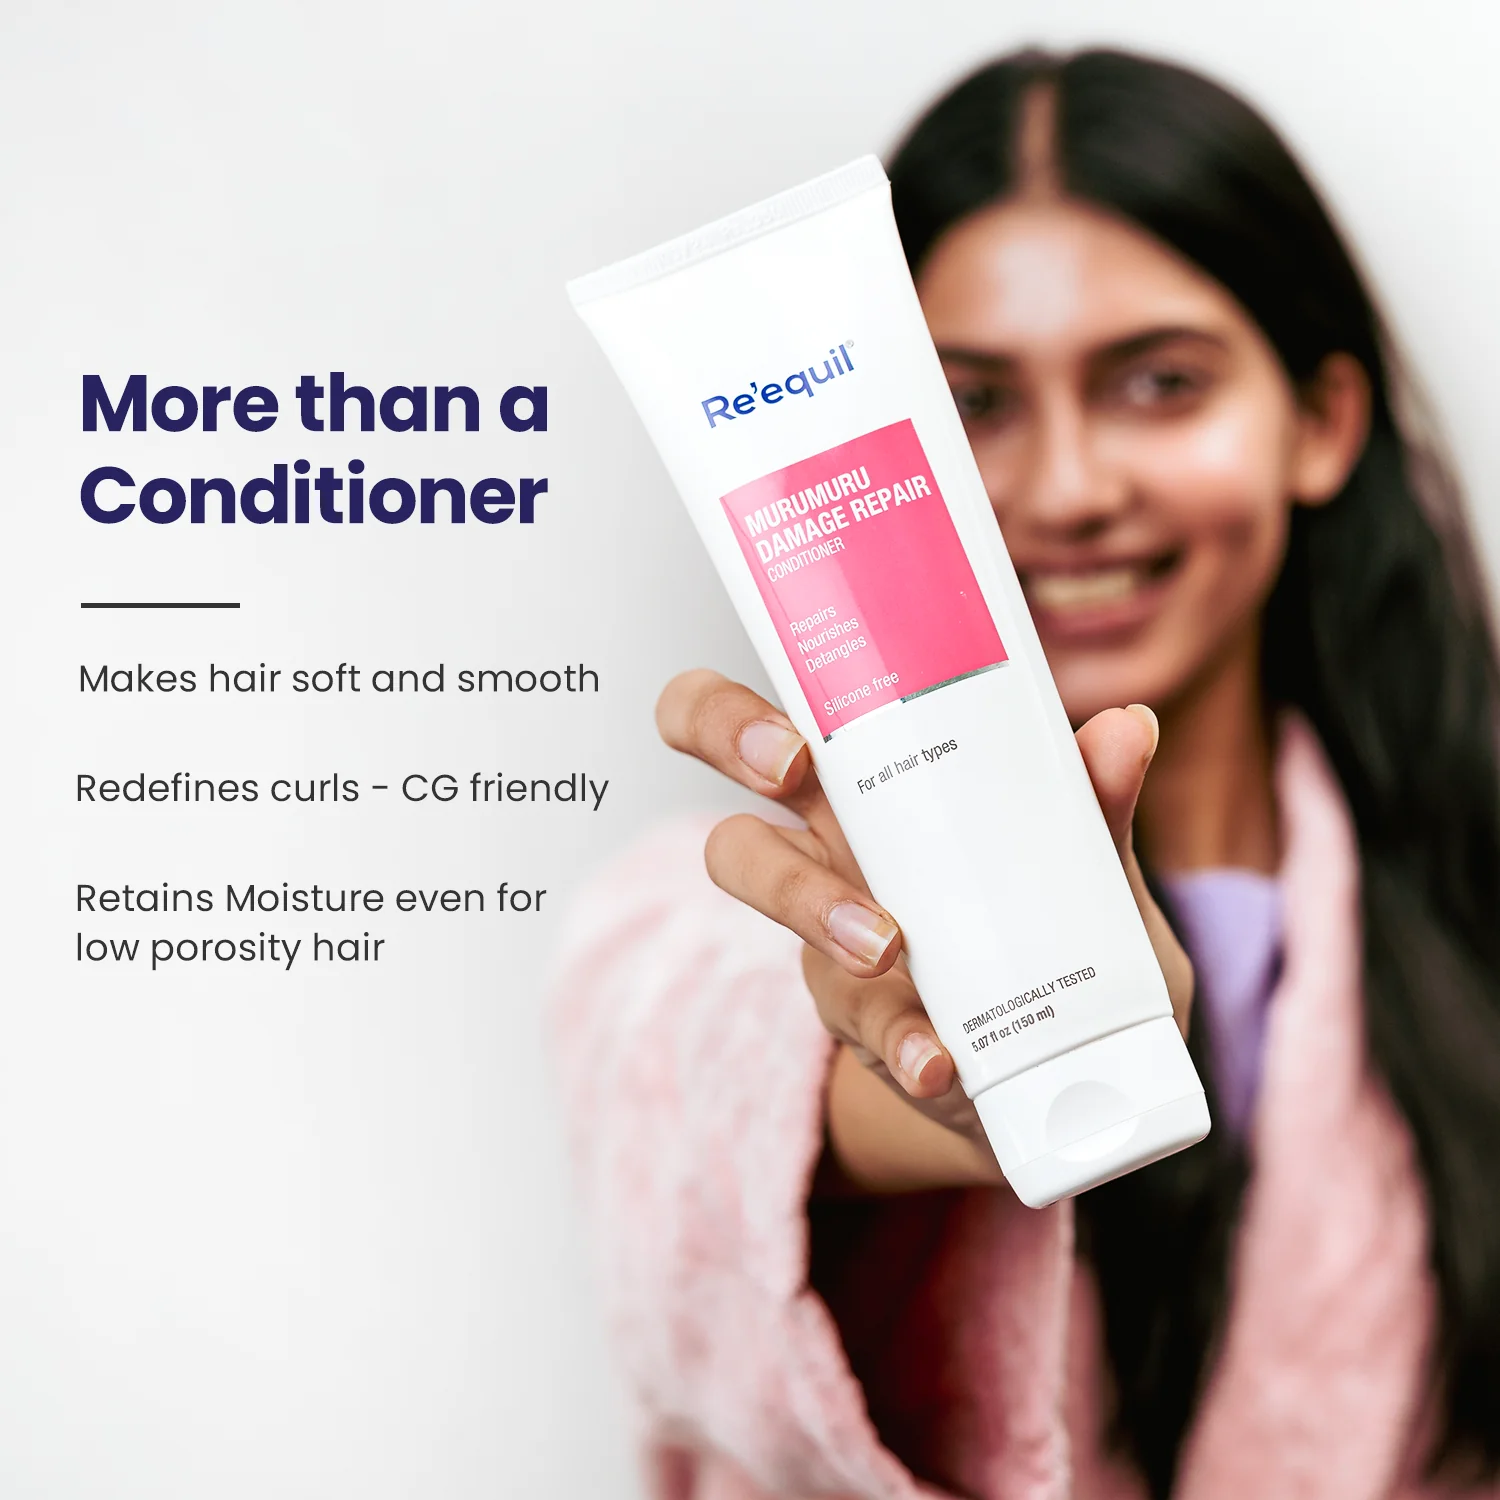 More than a
Conditioner
Makes hair soft and smooth
Redefines curls - CG friendly
Retains Moisture even for
low porosity hair
Re'equil®
MURUMURU
DAMAGE REPAIR
CONDITIONER
Repairs
Nourishes
Detangles
Silicone free
For all hair types
DERMATOLOGICALLY TESTED
5.07 fl oz (150 ml)